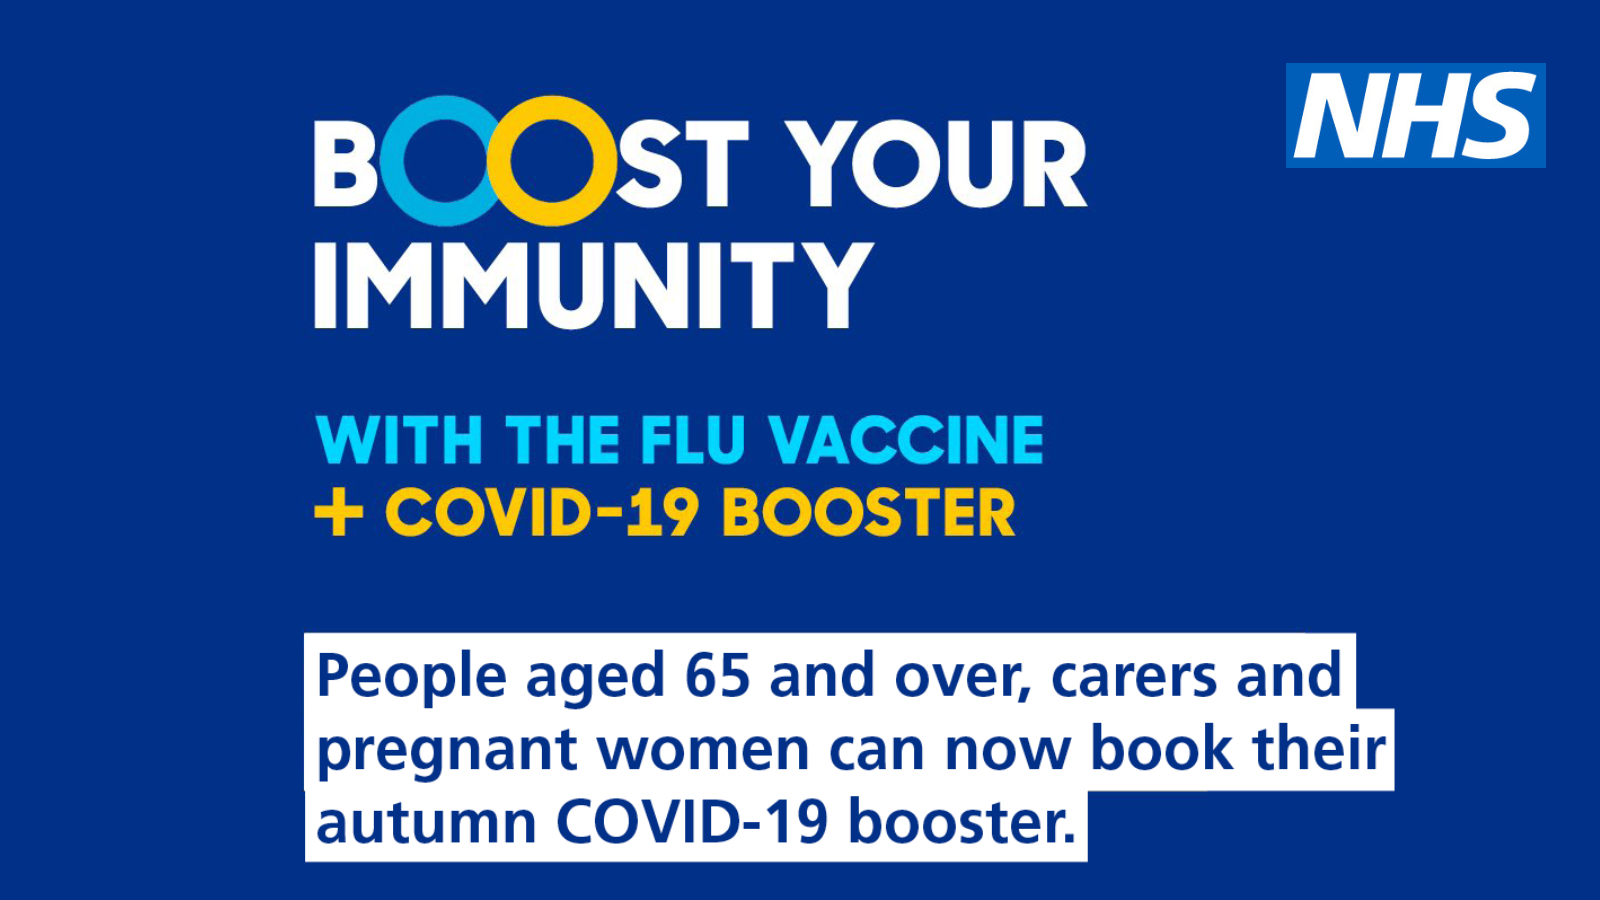 NHS
BOOST YOUR
IMMUNITY
WITH THE FLU VACCINE
+ COVID-19 BOOSTER
People aged 65 and over, carers and
pregnant women can now book their
autumn COVID-19 booster.